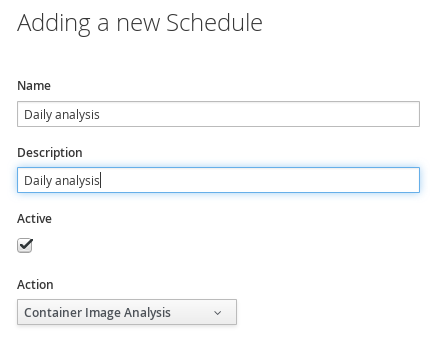 Adding a new Schedule
Name
Daily analysis
Description
Daily analysis
Active
Action
Container Image Analysis